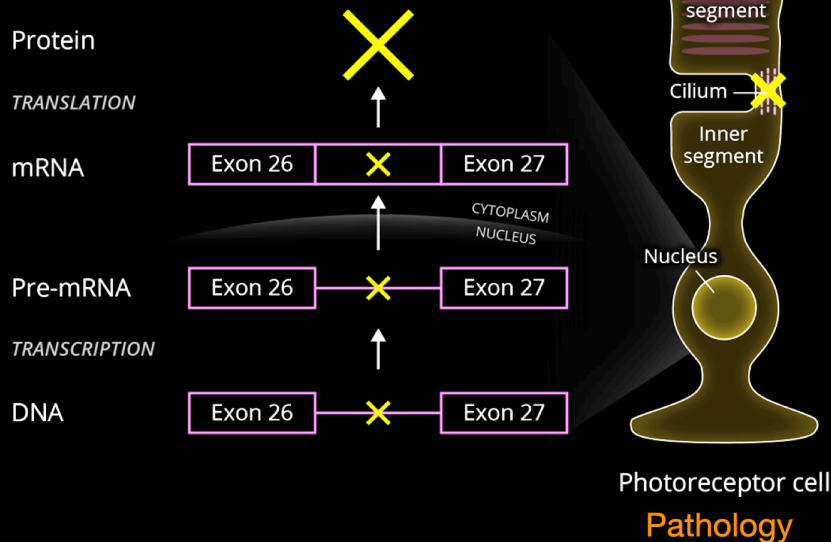 Protein
TRANSLATION
mRNA
Exon 26
Exon 27
CYTOPLASM
NUCLEUS
Pre-mRNA
Exon 26
Exon 27
TRANSCRIPTION
DNA
Exon 26
Exon 27
segment
Cilium
Inner
segment
Nucleus
Photoreceptor cell
Pathology